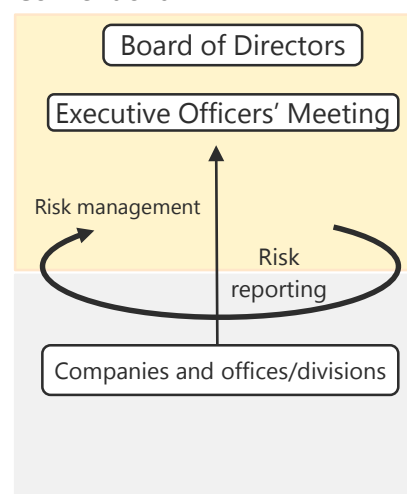 Board of Directors
Executive Officers’ Meeting
Risk management
Risk
reporting
Companies and offices/divisions